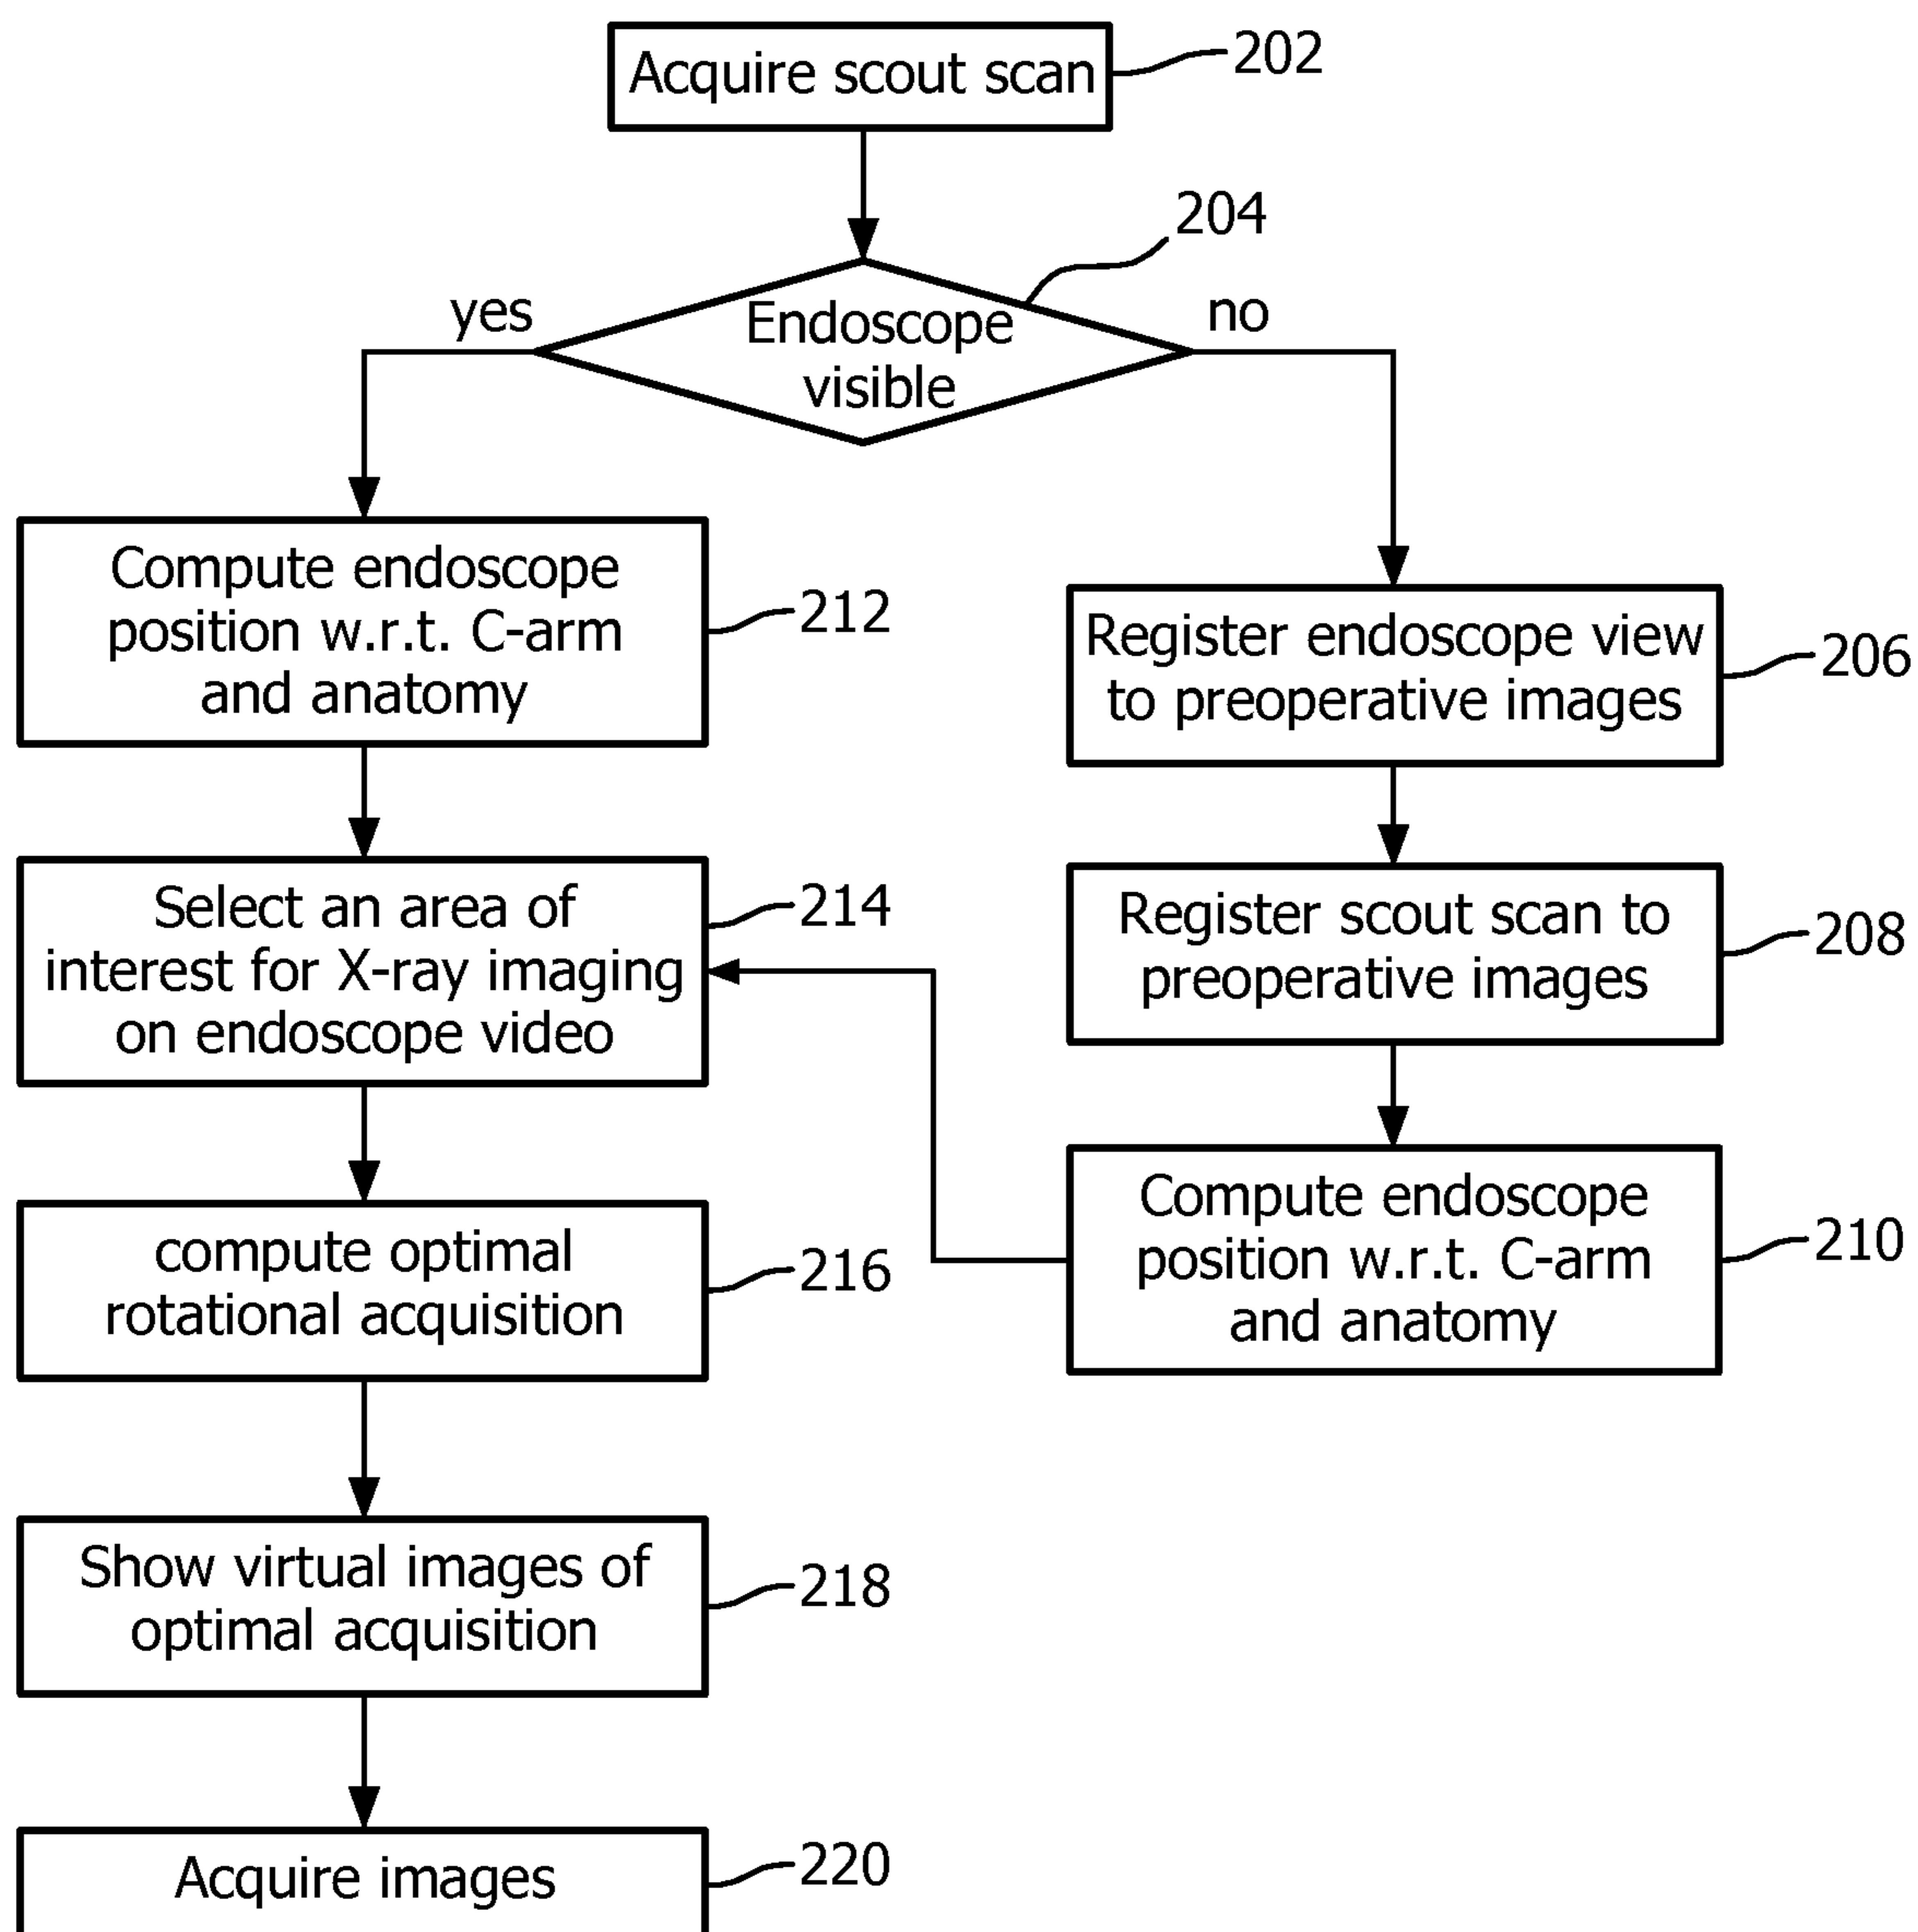 Acquire scout scan
202
204
yes
Endoscope
visible
no
Compute endoscope
position w.r.t. C-arm
and anatomy
212
Register endoscope view
to preoperative images
206
Select an area of
interest for X-ray imaging
on endoscope video
214
Register scout scan to
preoperative images
208
compute optimal
rotational acquisition
216
Compute endoscope
position w.r.t. C-arm
and anatomy
210
Show virtual images of
optimal acquisition
218
Acquire images
220